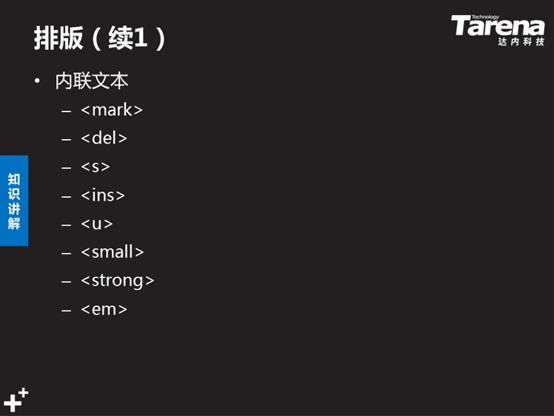 排版（续1）
Technology
Tarena
达内科技
• 内联文本
– <mark>
– <del>
– <s>
– <ins>
– <u>
– <small>
– <strong>
– <em>
知识讲解